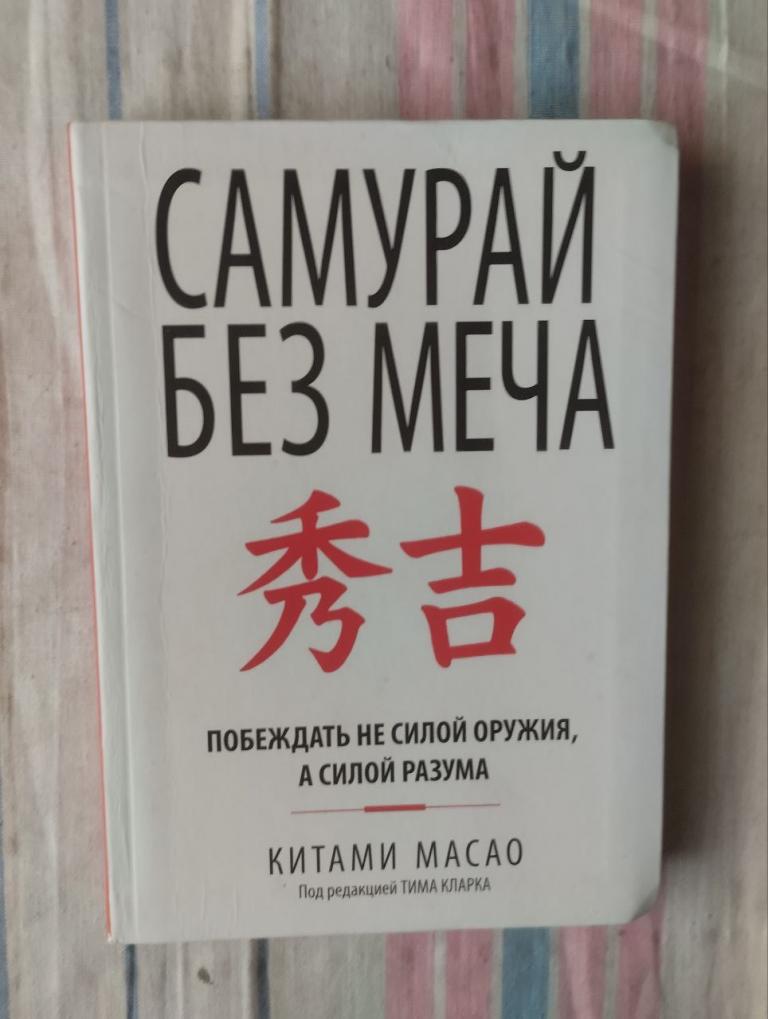 САМУРАЙ
БЕЗ МЕЧА
秀吉
ПОБЕЖДАТЬ НЕ СИЛОЙ ОРУЖИЯ,
А СИЛОЙ РАЗУМА
КИТАМИ МАСАО
Под редакцией ТИМА КЛАРКА